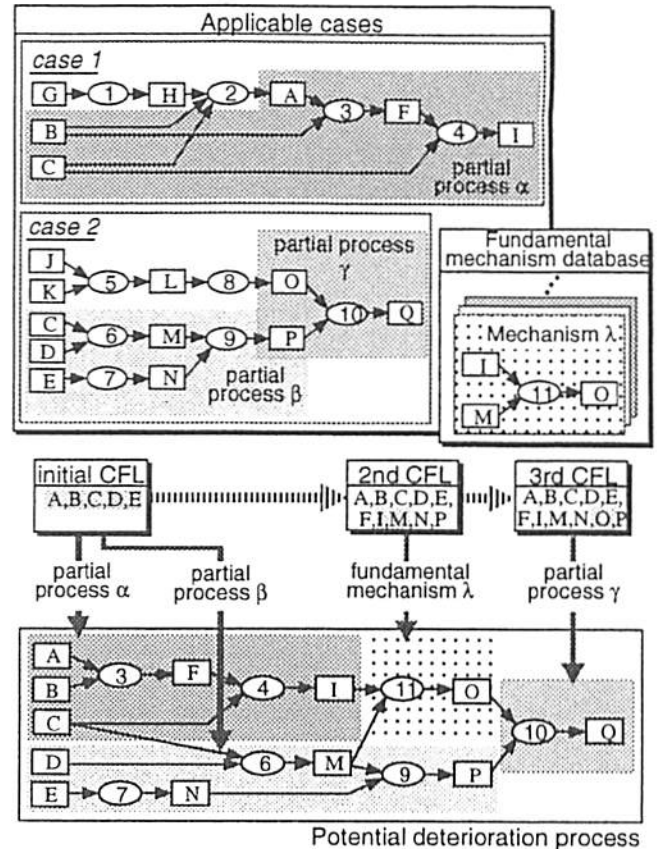 Applicable cases
case 1
G 1 H 2 A
B 3 F
C 4 I
partial
process α
case 2
partial process
γ
J
K 5 L 8 O
10 Q
C
D 6 M 9 P
E 7 N
partial
process β
Fundamental
mechanism database
Mechanism λ
I
11 O
M
initial CFL
A,B,C,D,E
2nd CFL
A,B,C,D,E,
F,I,M,N,P
3rd CFL
A,B,C,D,E,
F,I,M,N,O,P
partial
process α
partial
process β
fundamental
mechanism λ
partial
process γ
A
B 3 F 4 I 11 O
C
10 Q
D 6 M
E 7 N 9 P
Potential deterioration process